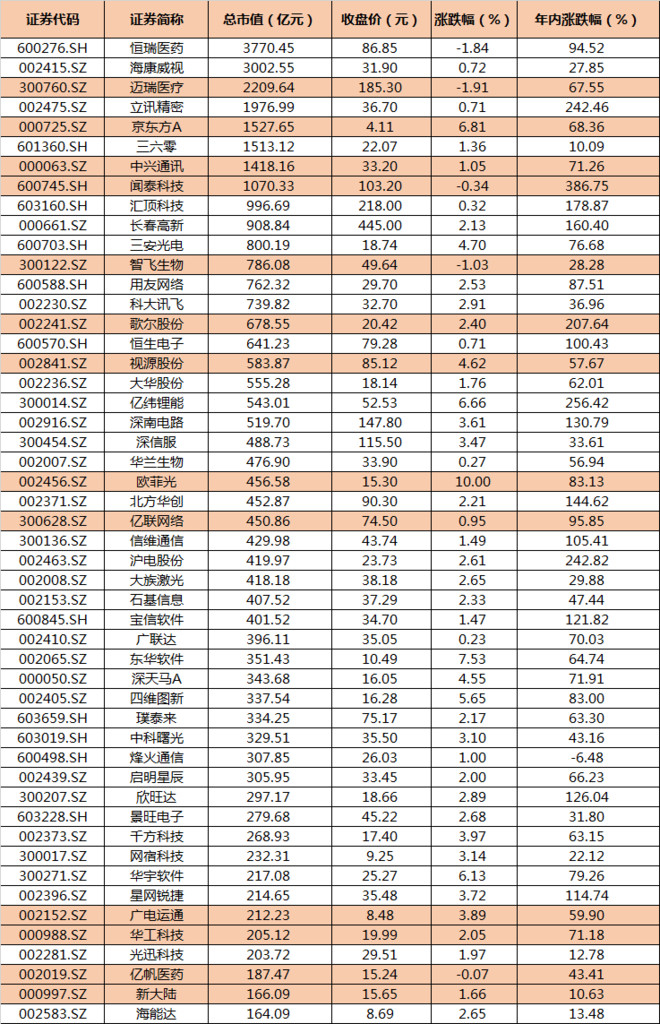 证券代码 证券简称 总市值（亿元） 收盘价（元） 涨跌幅（%） 年内涨跌幅（%）
600276.SH 恒瑞医药 3770.45 86.85 -1.84 94.52
002415.SZ 海康威视 3002.55 31.90 0.72 27.85
300760.SZ 迈瑞医疗 2209.64 185.30 -1.91 67.55
002475.SZ 立讯精密 1976.99 36.70 0.71 242.46
000725.SZ 京东方A 1527.65 4.11 6.81 68.36
601360.SH 三六零 1513.12 22.07 1.36 10.09
000063.SZ 中兴通讯 1418.16 33.20 1.05 71.26
600745.SH 闻泰科技 1070.33 103.20 -0.34 386.75
603160.SH 汇顶科技 996.69 218.00 0.32 178.87
000661.SZ 长春高新 908.84 445.00 2.13 160.40
600703.SH 三安光电 800.19 18.74 4.70 76.68
300122.SZ 智飞生物 786.08 49.64 -1.03 28.28
600588.SH 用友网络 762.32 29.70 2.53 87.51
002230.SZ 科大讯飞 739.82 32.70 2.91 36.96
002241.SZ 歌尔股份 678.55 20.42 2.40 207.64
600570.SH 恒生电子 641.23 79.28 0.71 100.43
002841.SZ 视源股份 583.87 85.12 4.62 57.67
002236.SZ 大华股份 555.28 18.14 1.76 62.01
300014.SZ 亿纬锂能 543.01 52.53 6.66 256.42
002916.SZ 深南电路 519.70 147.80 3.61 130.79
300454.SZ 深信服 488.73 115.50 3.47 33.61
002007.SZ 华兰生物 476.90 33.90 0.27 56.94
002456.SZ 欧菲光 456.58 15.30 10.00 83.13
002371.SZ 北方华创 452.87 90.30 2.21 144.62
300628.SZ 亿联网络 450.86 74.50 0.95 95.85
300136.SZ 信维通信 429.98 43.74 1.49 105.41
002463.SZ 沪电股份 419.97 23.73 2.61 242.82
002008.SZ 大族激光 418.18 38.18 2.65 29.88
002153.SZ 石基信息 407.52 37.29 2.33 47.44
600845.SH 宝信软件 401.52 34.70 1.47 121.82
002410.SZ 广联达 396.11 35.05 0.23 70.03
002065.SZ 东华软件 351.43 10.49 7.53 64.74
000050.SZ 深天马A 343.68 16.05 4.55 71.91
002405.SZ 四维图新 337.54 16.28 5.65 83.00
603659.SH 璞泰来 334.25 75.17 2.17 63.30
603019.SH 中科曙光 329.51 35.50 3.10 43.16
600498.SH 烽火通信 307.85 26.03 1.00 -6.48
002439.SZ 启明星辰 305.95 33.45 2.00 66.23
300207.SZ 欣旺达 297.17 18.66 2.89 126.04
603228.SH 景旺电子 279.68 45.22 2.68 31.80
002373.SZ 千方科技 268.93 17.40 3.97 63.15
300017.SZ 网宿科技 232.31 9.25 3.14 22.12
300271.SZ 华宇软件 217.08 25.27 6.13 79.26
002396.SZ 星网锐捷 214.65 35.48 3.72 114.74
002152.SZ 广电运通 212.23 8.48 3.89 59.90
000988.SZ 华工科技 205.12 19.99 2.05 71.18
002281.SZ 光迅科技 203.72 29.51 1.97 12.78
002019.SZ 亿帆医药 187.47 15.24 -0.07 43.41
000997.SZ 新大陆 166.09 15.65 1.66 10.63
002583.SZ 海能达 164.09 8.69 2.65 13.48